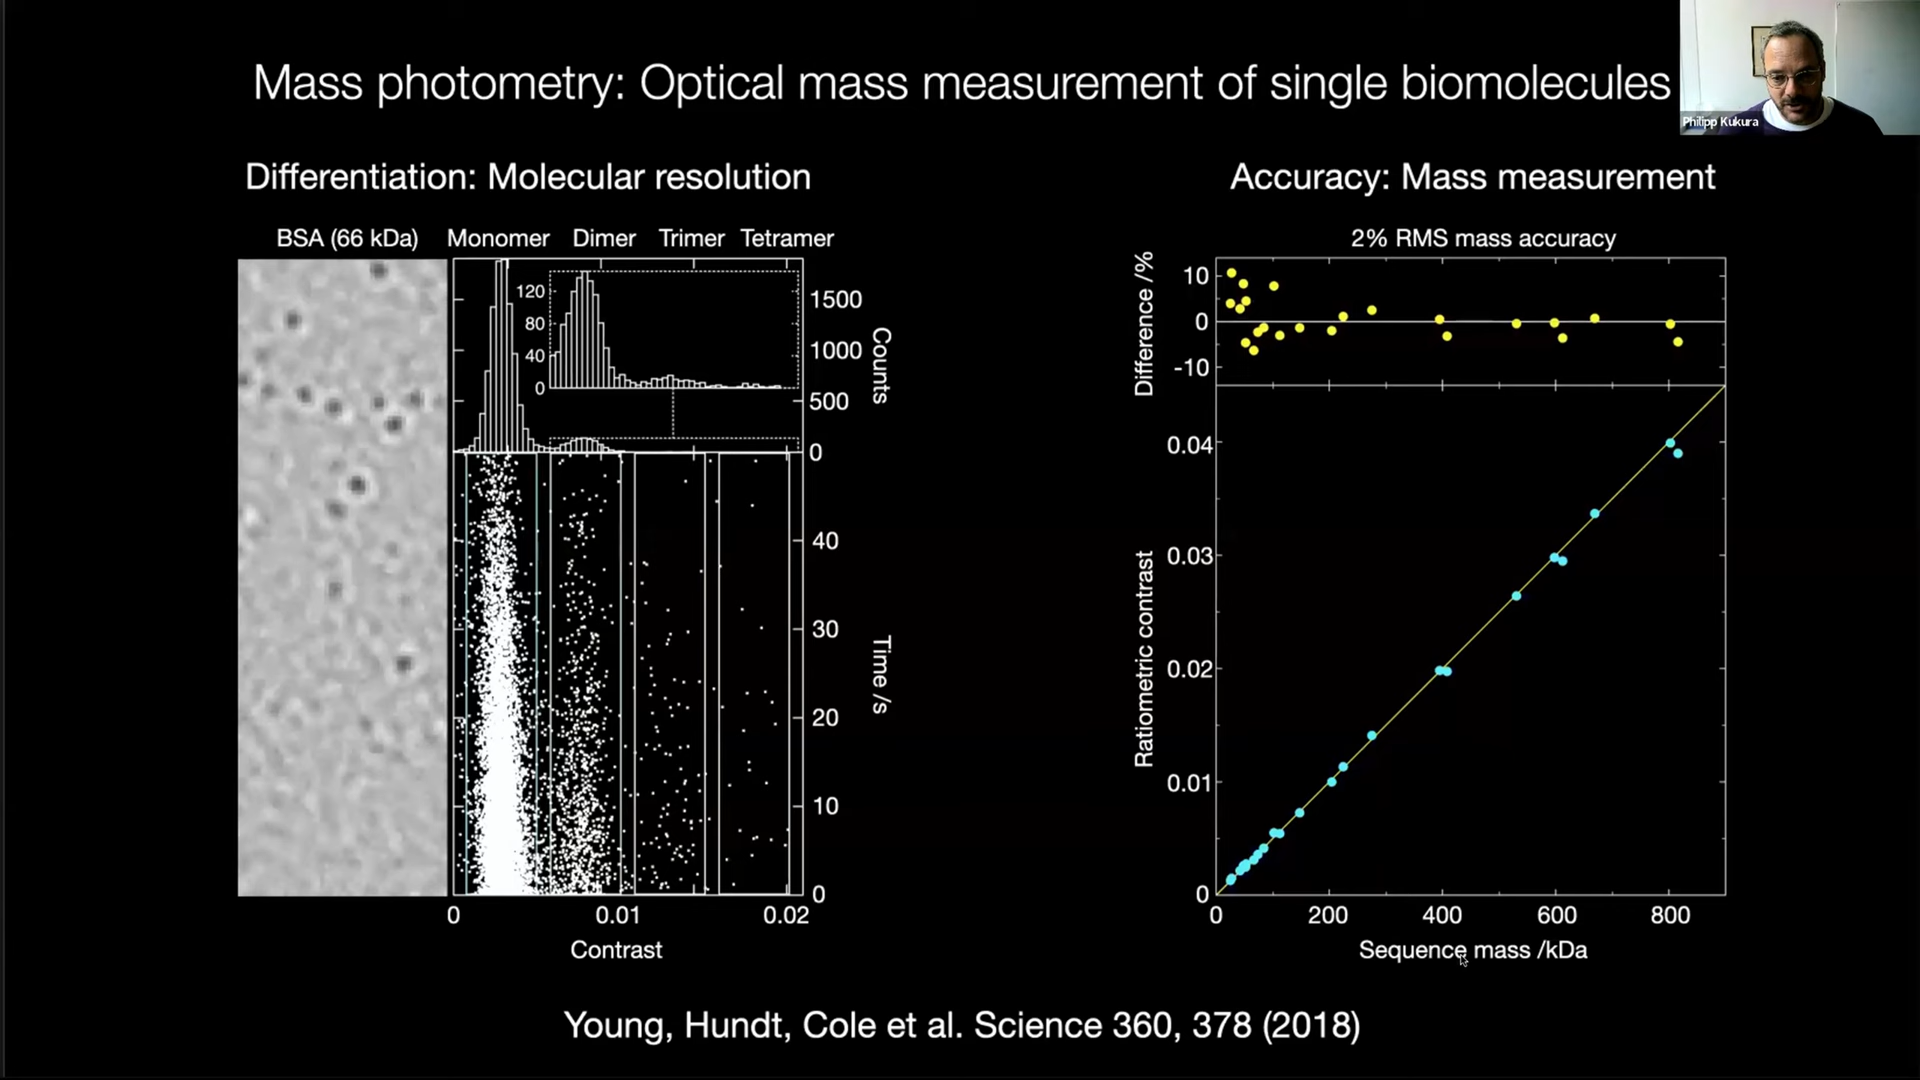 Mass photometry: Optical mass measurement of single biomolecules
Philipp Kukura
Differentiation: Molecular resolution
BSA (66 kDa)
Monomer Dimer Trimer Tetramer
120
80
40
0
1500
1000
500
0
Counts
40
30
20
10
0
Time /s
0 0.01 0.02
Contrast
Accuracy: Mass measurement
2% RMS mass accuracy
Difference /%
10
0
-10
Ratiometric contrast
0.04
0.03
0.02
0.01
0
0 200 400 600 800
Sequence mass /kDa
Young, Hundt, Cole et al. Science 360, 378 (2018)